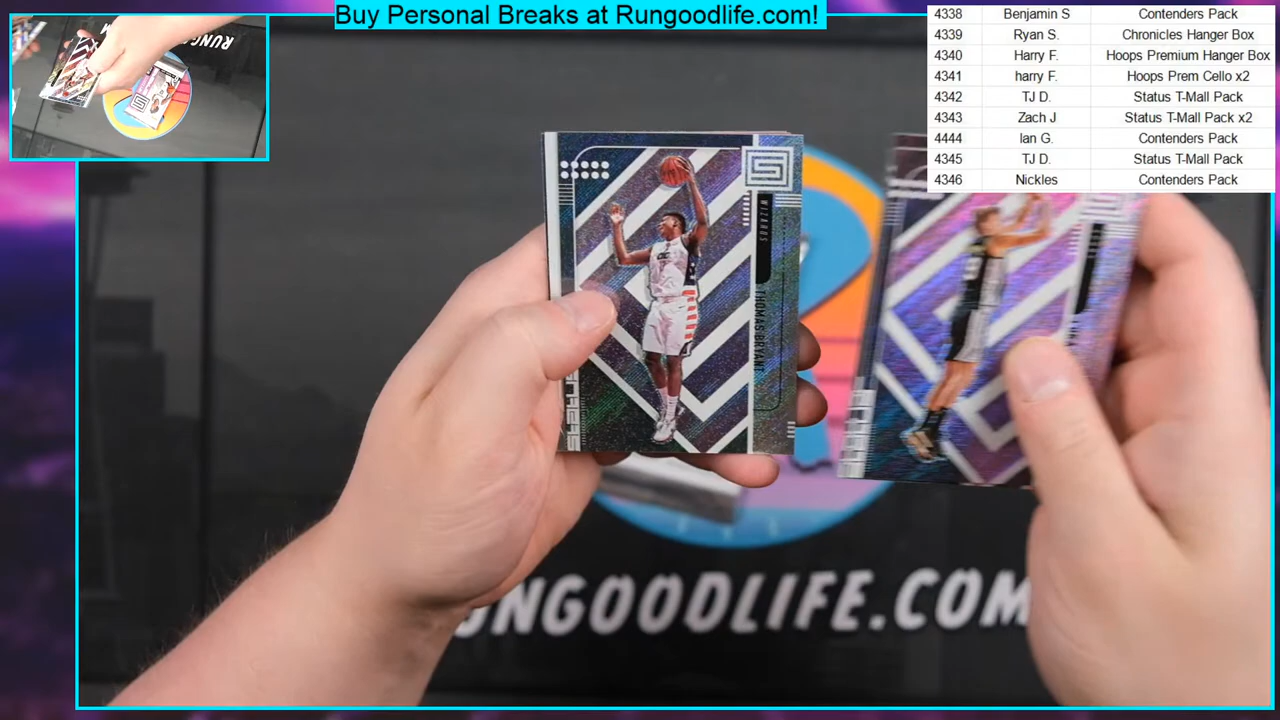 Buy Personal Breaks at Rungoodlife.com!
4338 Benjamin S Contenders Pack
4339 Ryan S. Chronicles Hanger Box
4340 Harry F. Hoops Premium Hanger Box
4341 harry F. Hoops Prem Cello x2
4342 TJ D. Status T-Mall Pack
4343 Zach J Status T-Mall Pack x2
4444 Ian G. Contenders Pack
4345 TJ D. Status T-Mall Pack
4346 Nickles Contenders Pack
WIZARDS
THOMAS BRYANT
UNGOODLIFE.COM